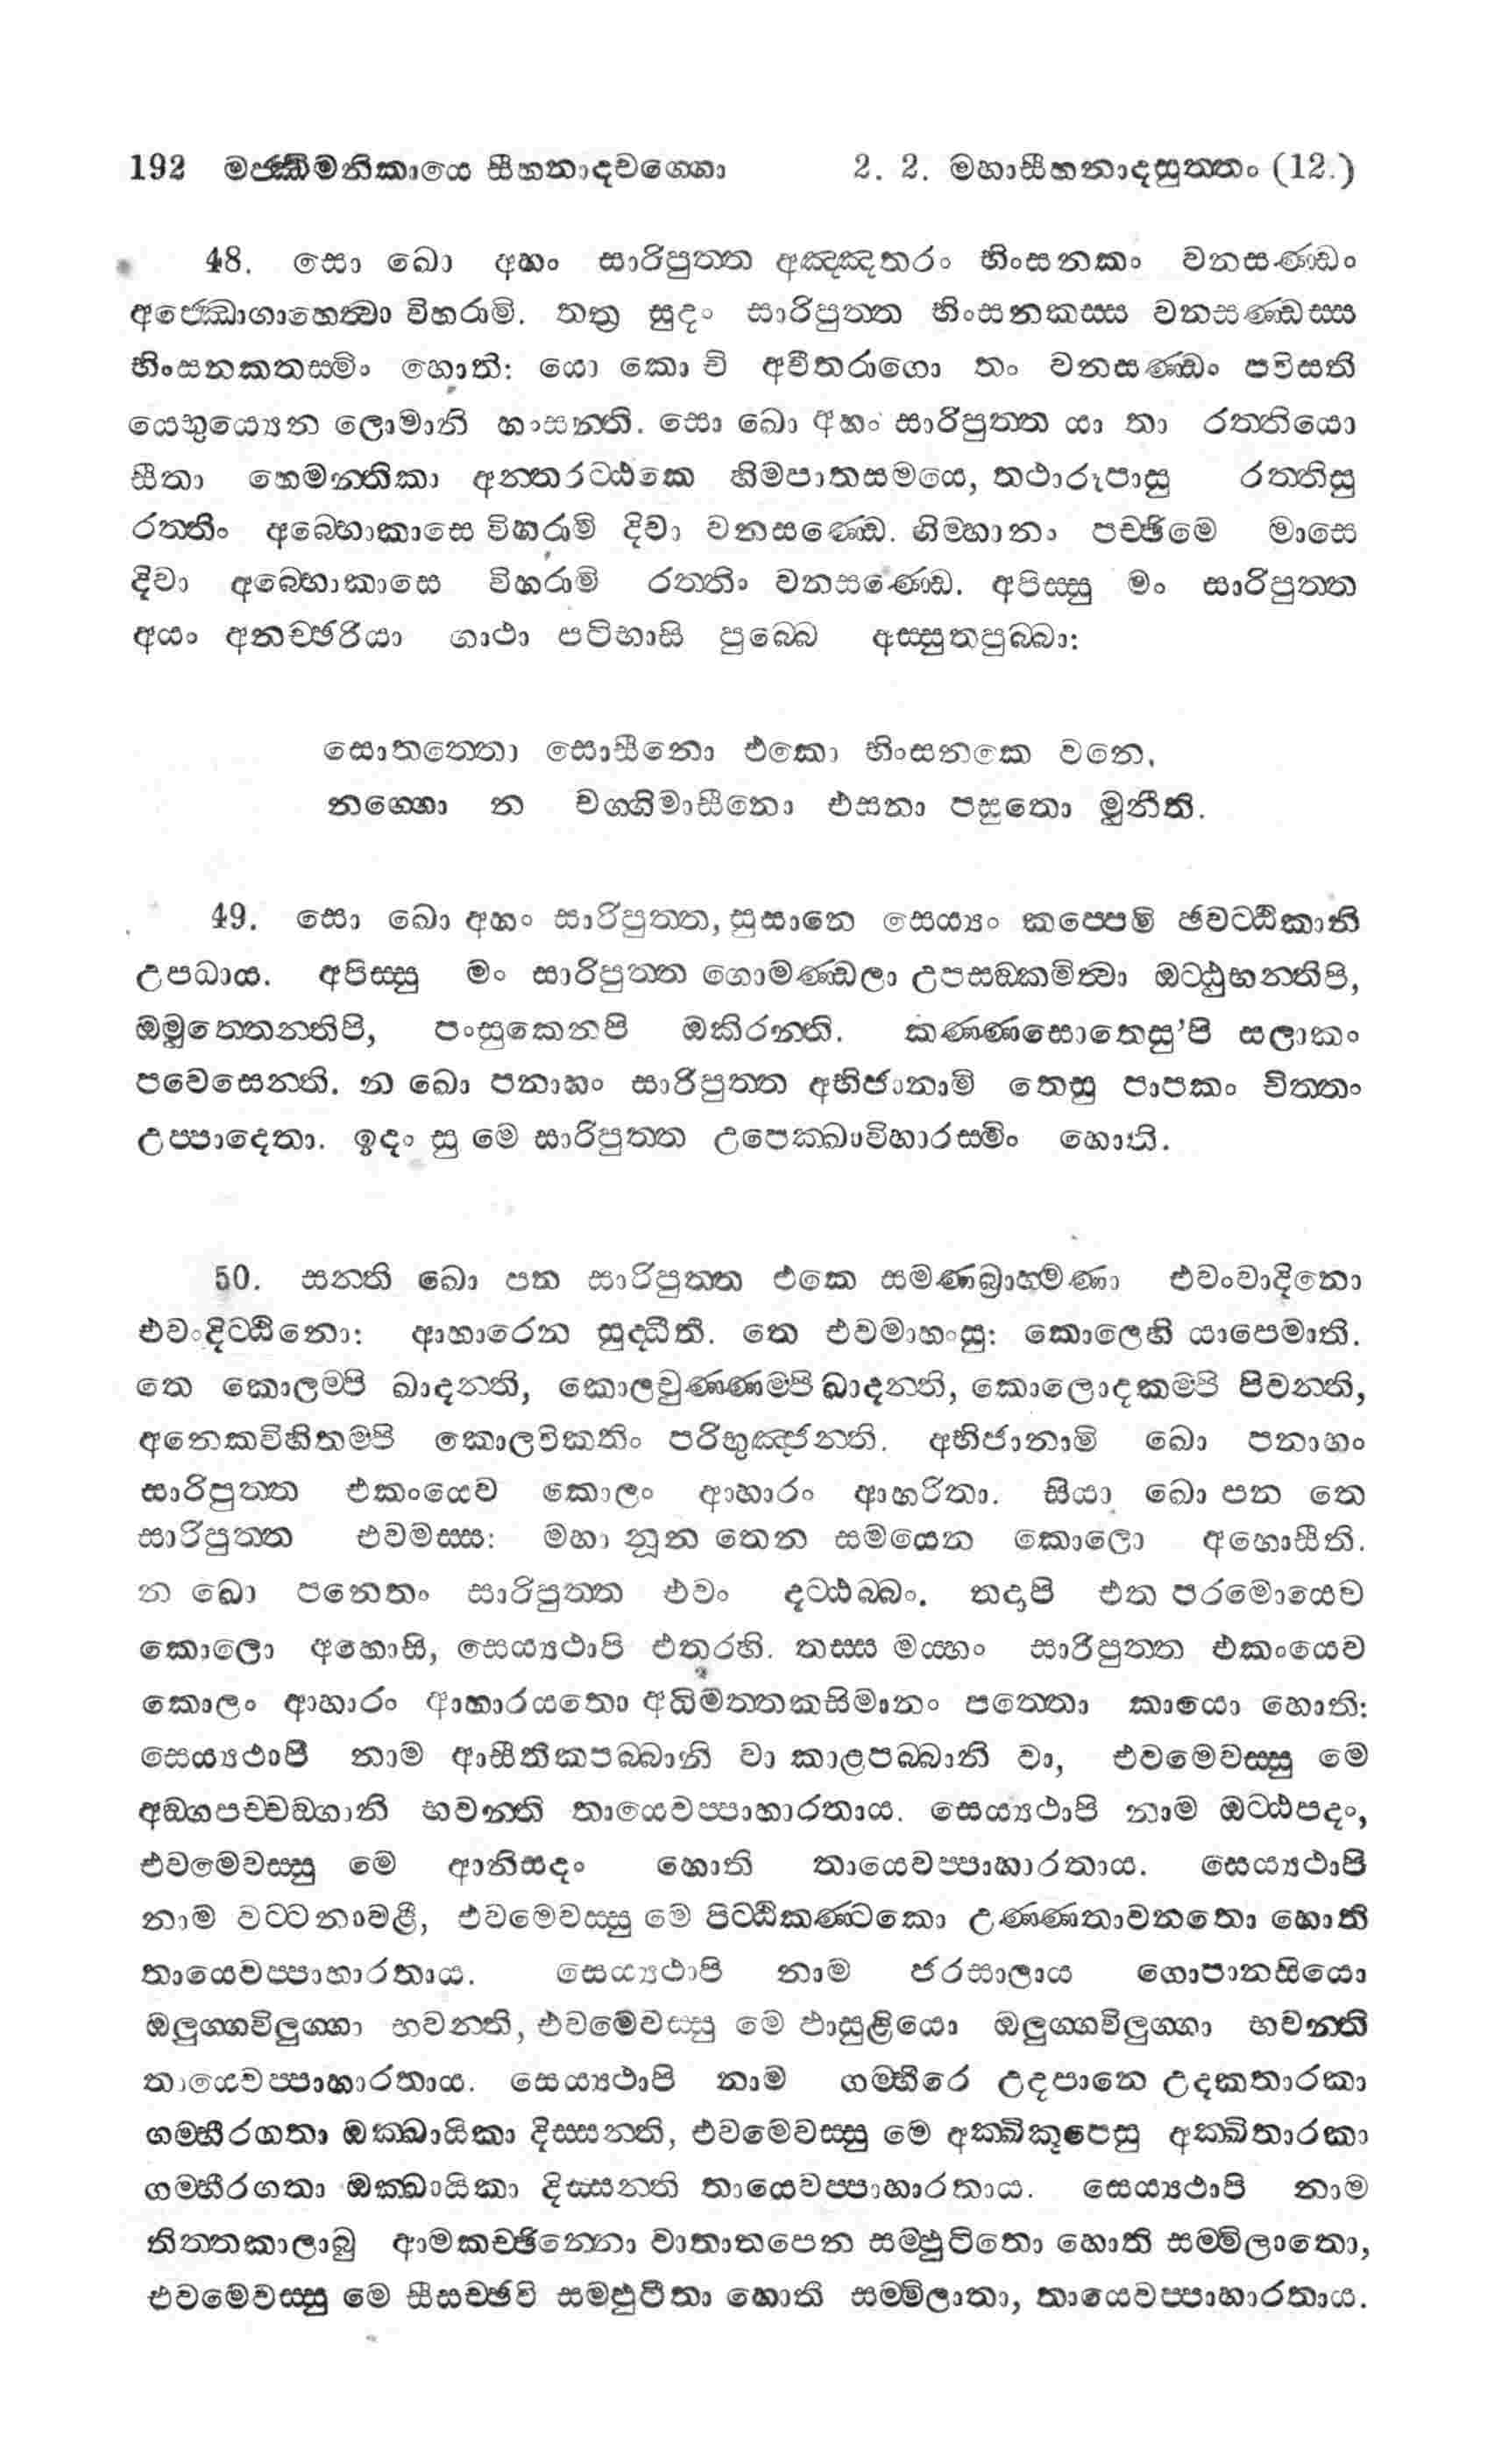 192 මජ්ඣිමනිකායෙ සීහනාදවග්ගො 2. 2. මහාසීහනාදසුත්තං (12.)
48. සො ඛො අහං සාරිපුත්ත අඤ්ඤතරං භිංසනකං වනසණ්ඩං
අජ්ඣොගාහෙත්වා විහරාමි. තත්‍ර සුදං සාරිපුත්ත භිංසනකස්ස වනසණ්ඩස්ස
භිංසනකතස්මිං හොති: යො කො චි අවීතරාගො තං වනසණ්ඩං පවිසති
යෙභුය්‍යෙන ලොමානි හංසන්ති. සො ඛො අහං සාරිපුත්ත යා තා රත්තියො
සීතා හෙමන්තිකා අන්තරට්ඨකෙ හිමපාතසමයෙ, තථාරූපාසු රත්තිසු
රත්තිං අබ්භොකාසෙ විහරාමි දිවා වනසණ්ඩෙ. ගිම්හානං පච්ඡිමෙ මාසෙ
දිවා අබ්භොකාසෙ විහරාමි රත්තිං වනසණ්ඩෙ. අපිස්සු මං සාරිපුත්ත
අයං අනච්ඡරියා ගාථා පටිභාසි පුබ්බෙ අස්සුතපුබ්බා:
සොතත්තො සොසීනො එකො භිංසනකෙ වනෙ,
නග්ගො න චග්ගිමාසීනො එසනා පසුතො මුනීති.
49. සො ඛො අහං සාරිපුත්ත, සුසානෙ සෙය්‍යං කප්පෙමි ඡවට්ඨිකානි
උපධාය. අපිස්සු මං සාරිපුත්ත ගොමණ්ඩලා උපසඞ්කමිත්වා ඔට්ඨුභන්තිපි,
ඔමුත්තෙන්තිපි, පංසුකෙනපි ඔකිරන්ති. කණ්ණසොතෙසු’පි සලාකං
පවෙසෙන්ති. න ඛො පනාහං සාරිපුත්ත අභිජානාමි තෙසු පාපකං චිත්තං
උප්පාදෙතා. ඉදං සු මෙ සාරිපුත්ත උපෙක්ඛාවිහාරස්මිං හොති.
50. සන්ති ඛො පන සාරිපුත්ත එකෙ සමණබ්‍රාහ්මණා එවංවාදිනො
එවංදිට්ඨිනො: ආහාරෙන සුද්ධීති. තෙ එවමාහංසු: කොලෙහි යාපෙමාති.
තෙ කොලම්පි ඛාදන්ති, කොලචුණ්ණම්පි ඛාදන්ති, කොලොදකම්පි පිවන්ති,
අනෙකවිහිතම්පි කොලවිකතිං පරිභුඤ්ජන්ති. අභිජානාමි ඛො පනාහං
සාරිපුත්ත එකංයෙව කොලං ආහාරං ආහරිතා. සියා ඛො පන තෙ
සාරිපුත්ත එවමස්ස: මහා නූන තෙන සමයෙන කොලො අහොසීති.
න ඛො පනෙතං සාරිපුත්ත එවං දට්ඨබ්බං. තදාපි එත පරමොයෙව
කොලො අහොසි, සෙය්‍යථාපි එතරහි. තස්ස මය්හං සාරිපුත්ත එකංයෙව
කොලං ආහාරං ආහාරයතො අධිමත්තකසිමානං පත්තො කායො හොති:
සෙය්‍යථාපි නාම ආසීතිකපබ්බානි වා කාළපබ්බානි වා, එවමෙවස්සු මෙ
අඞ්ගපච්චඞ්ගානි භවන්ති තායෙවප්පාහාරතාය. සෙය්‍යථාපි නාම ඔට්ඨපදං,
එවමෙවස්සු මෙ ආනිසදං හොති තායෙවප්පාහාරතාය. සෙය්‍යථාපි
නාම වට්ටනාවළී, එවමෙවස්සු මෙ පිට්ඨිකණ්ටකො උණ්ණතාවනතො හොති
තායෙවප්පාහාරතාය. සෙය්‍යථාපි නාම ජරසාලාය ගොපානසියො
ඔලුග්ගවිලුග්ගා භවන්ති, එවමෙවස්සු මෙ ඵාසුළියො ඔලුග්ගවිලුග්ගා භවන්ති
තායෙවප්පාහාරතාය. සෙය්‍යථාපි නාම ගම්භීරෙ උදපානෙ උදකතාරකා
ගම්භීරගතා ඔක්ඛායිකා දිස්සන්ති, එවමෙවස්සු මෙ අක්ඛිකූපෙසු අක්ඛිතාරකා
ගම්භීරගතා ඔක්ඛායිකා දිස්සන්ති තායෙවප්පාහාරතාය. සෙය්‍යථාපි නාම
තිත්තකාලාබු ආමකච්ඡින්නො වාතාතපෙන සම්ඵුටිතො හොති සම්මිලාතො,
එවමෙවස්සු මෙ සීසච්ඡවි සම්ඵුටිතා හොති සම්මිලාතා, තායෙවප්පාහාරතාය.